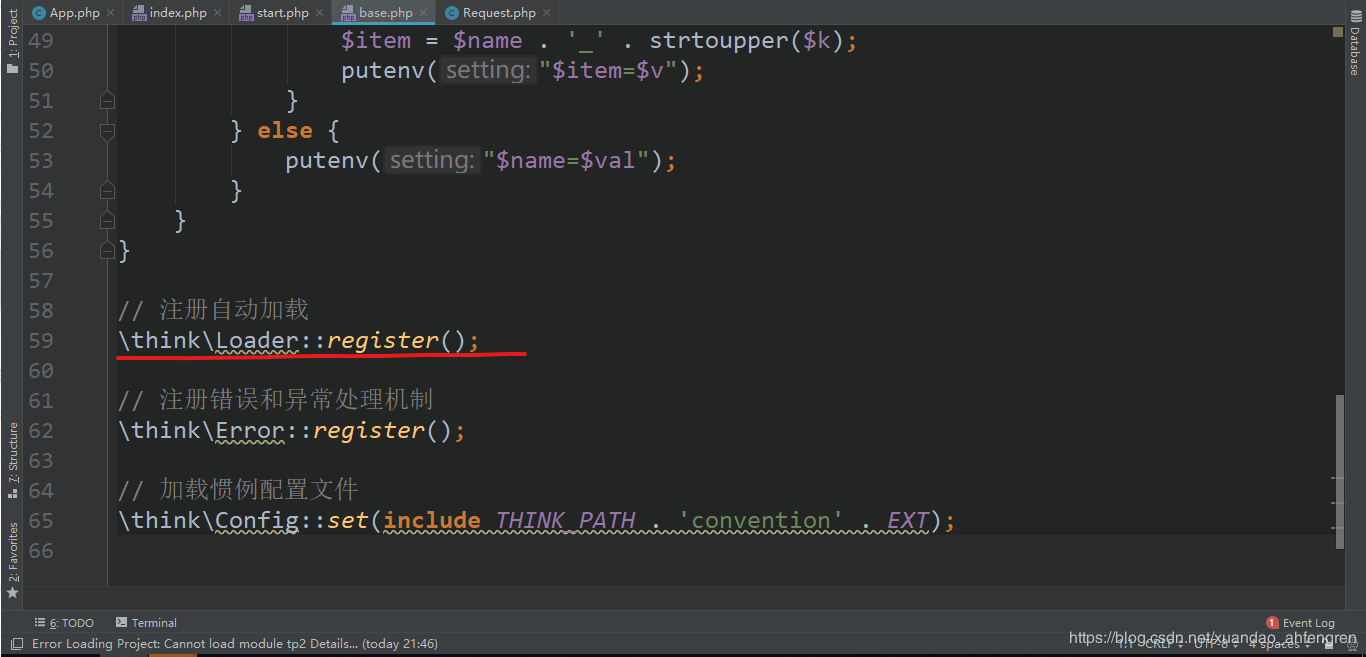 App.php index.php start.php base.php Request.php
1: Project
Database
49 $item = $name . '_' . strtoupper($k);
50 putenv( setting: "$item=$v");
51 }
52 } else {
53 putenv( setting: "$name=$val");
54 }
55 }
56 }
57
58 // 注册自动加载
59 \think\Loader::register();
60
61 // 注册错误和异常处理机制
62 \think\Error::register();
63
64 // 加载惯例配置文件
65 \think\Config::set(include THINK_PATH . 'convention' . EXT);
66
7: Structure
2: Favorites
6: TODO Terminal 1 Event Log
Error Loading Project: Cannot load module tp2 Details... (today 21:46) 1:1 CRLF UTF-8 4 spaces
https://blog.csdn.net/xuandao_ahfengren